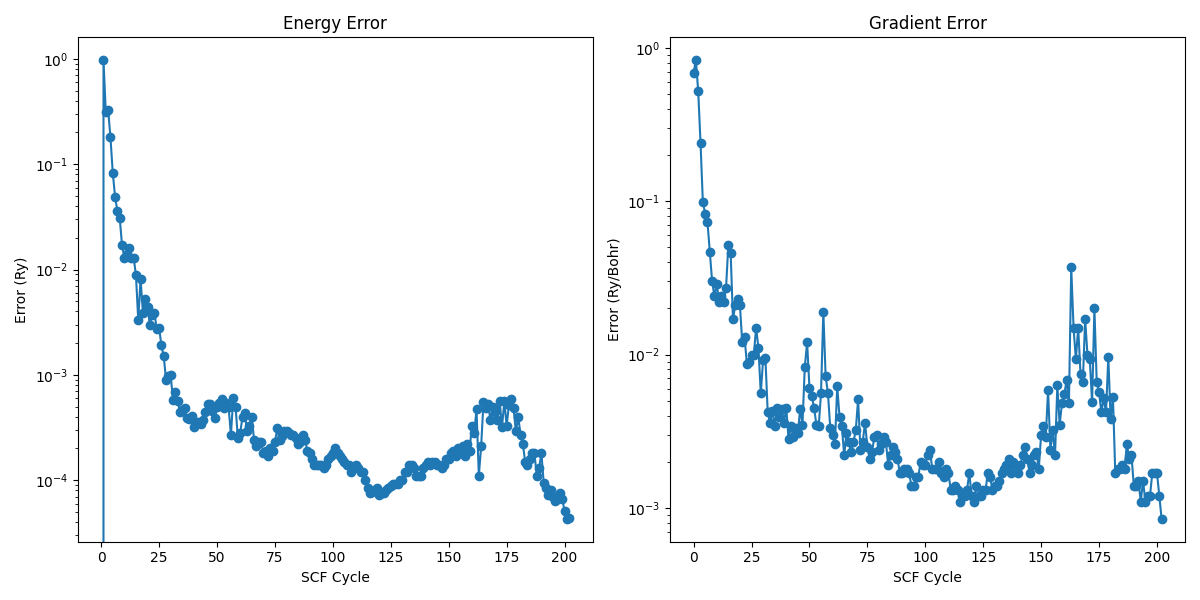 Energy Error
Error (Ry)
10⁰
10⁻¹
10⁻²
10⁻³
10⁻⁴
0 25 50 75 100 125 150 175 200
SCF Cycle
Gradient Error
Error (Ry/Bohr)
10⁰
10⁻¹
10⁻²
10⁻³
0 25 50 75 100 125 150 175 200
SCF Cycle